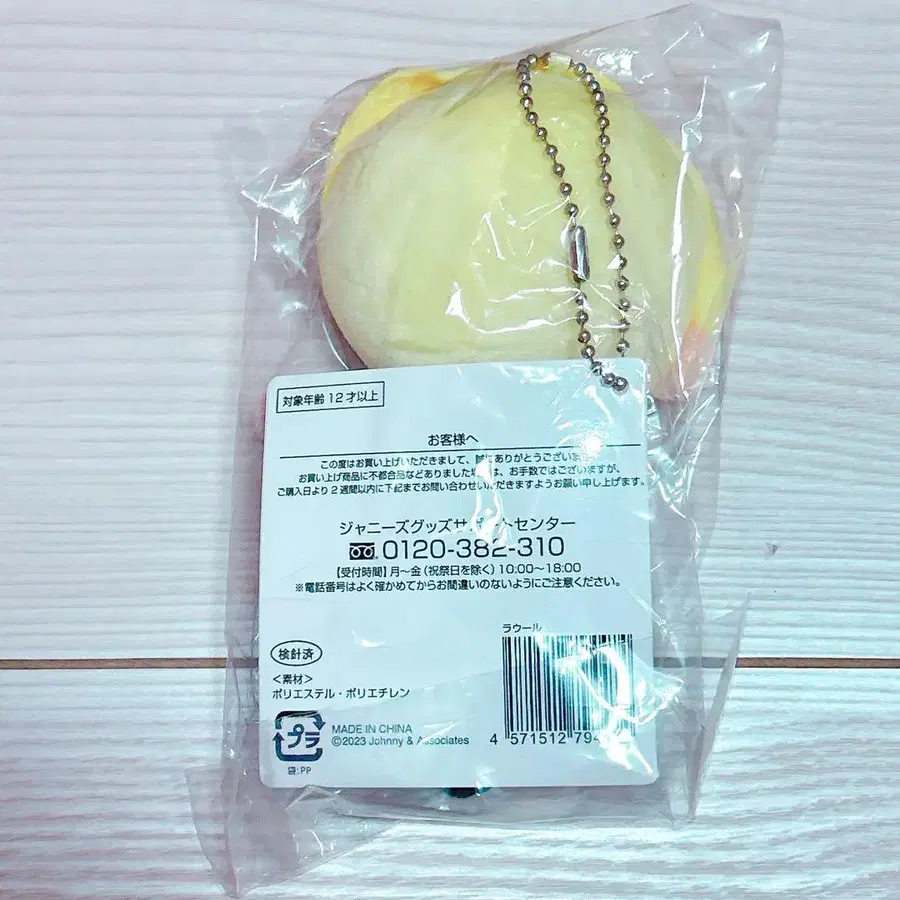 対象年齢12才以上
お客様へ
この度はお買い上げいただきまして、誠にありがとうございます。
お買い上げ商品に不都合品などありました場合は、お手数ではございますが、
ご購入日より2週間以内に下記までお問い合わせいただきますようお願い申し上げます。
ジャニーズグッズサポートセンター
0120-382-310
【受付時間】月～金（祝祭日を除く）10:00～18:00
※電話番号はよく確かめてからお間違いのないようにご注意ください。
検針済
ラウール
<素材>
ポリエステル・ポリエチレン
プラ
袋:PP
MADE IN CHINA
©2023 Johnny & Associates
4 571512 794